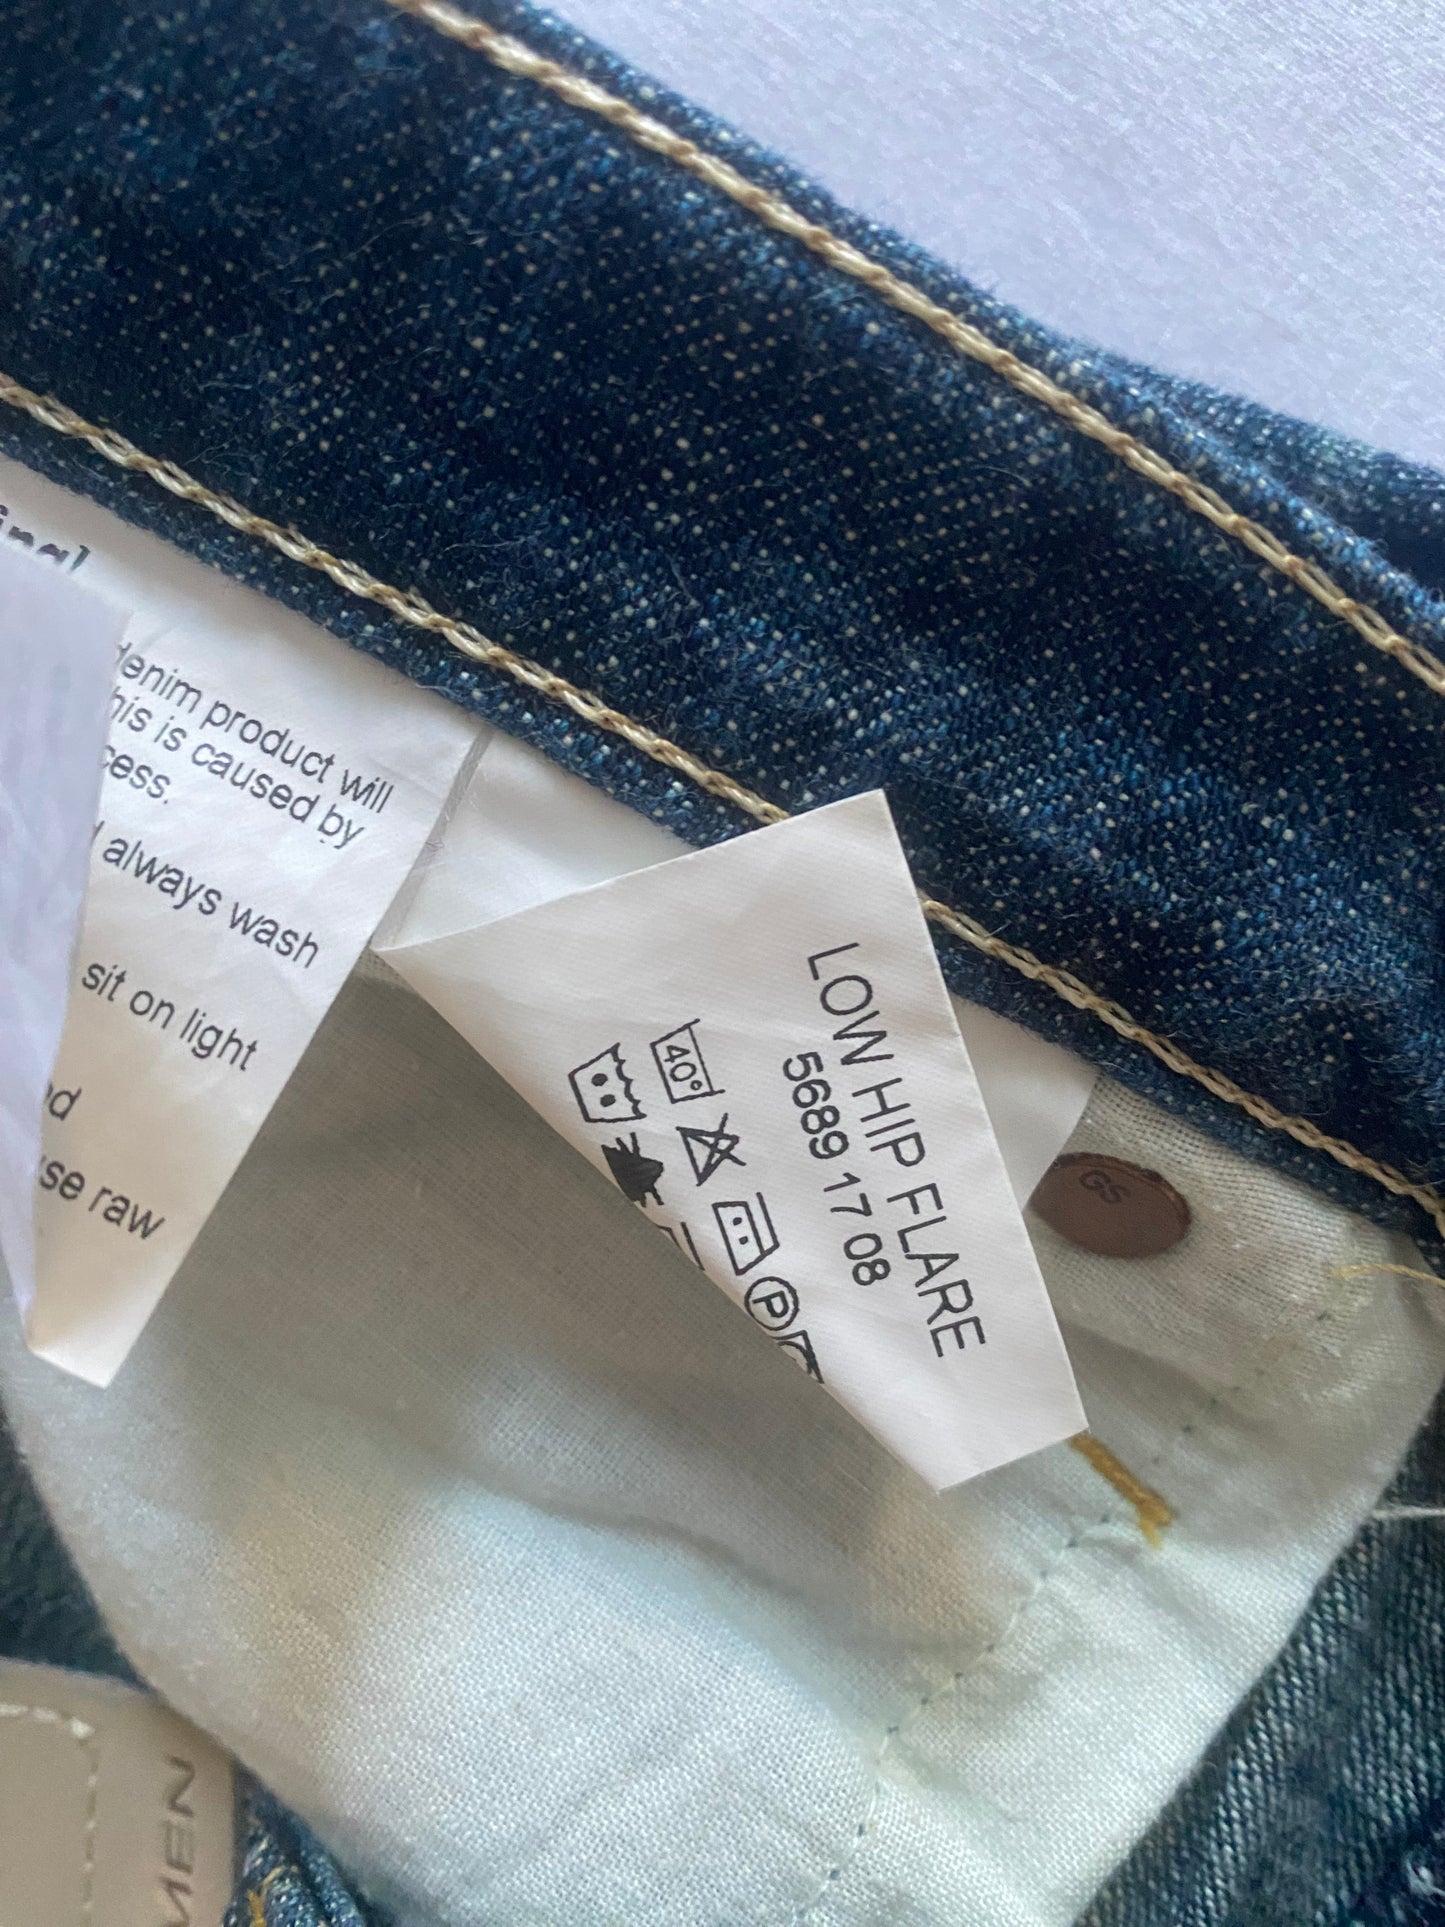 denim product will
his is caused by
cess.
always wash
sit on light
se raw
LOW HIP FLARE
5689 17 08
40°
P
GS
MEN